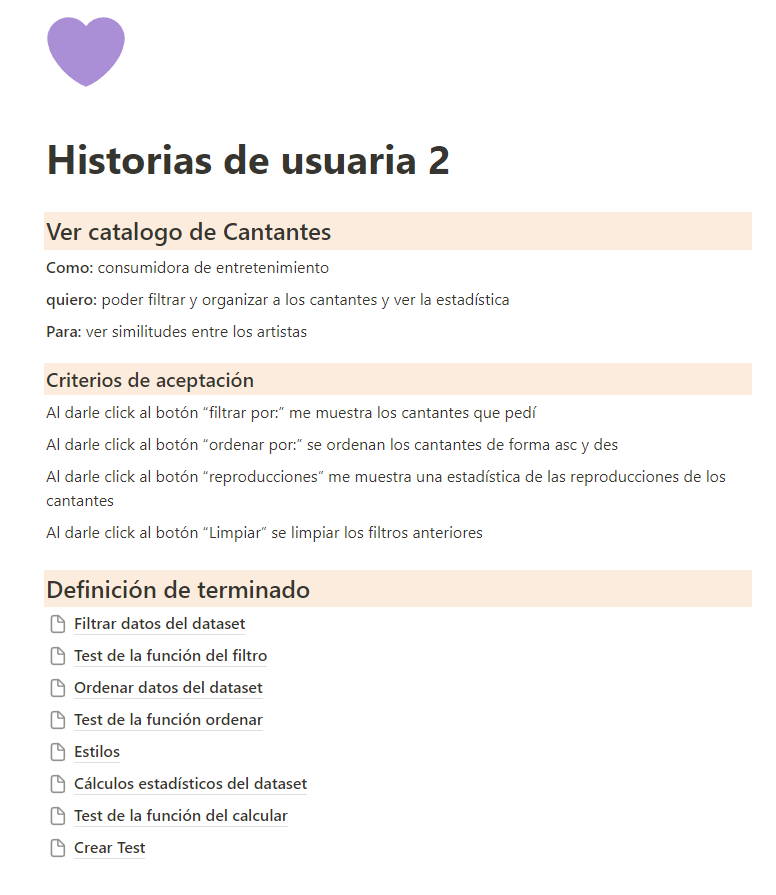 Historias de usuaria 2
Ver catalogo de Cantantes
Como: consumidora de entretenimiento
quiero: poder filtrar y organizar a los cantantes y ver la estadística
Para: ver similitudes entre los artistas
Criterios de aceptación
Al darle click al botón “filtrar por:” me muestra los cantantes que pedí
Al darle click al botón “ordenar por:” se ordenan los cantantes de forma asc y des
Al darle click al botón “reproducciones” me muestra una estadística de las reproducciones de los
cantantes
Al darle click al botón “Limpiar” se limpiar los filtros anteriores
Definición de terminado
Filtrar datos del dataset
Test de la función del filtro
Ordenar datos del dataset
Test de la función ordenar
Estilos
Cálculos estadísticos del dataset
Test de la función del calcular
Crear Test